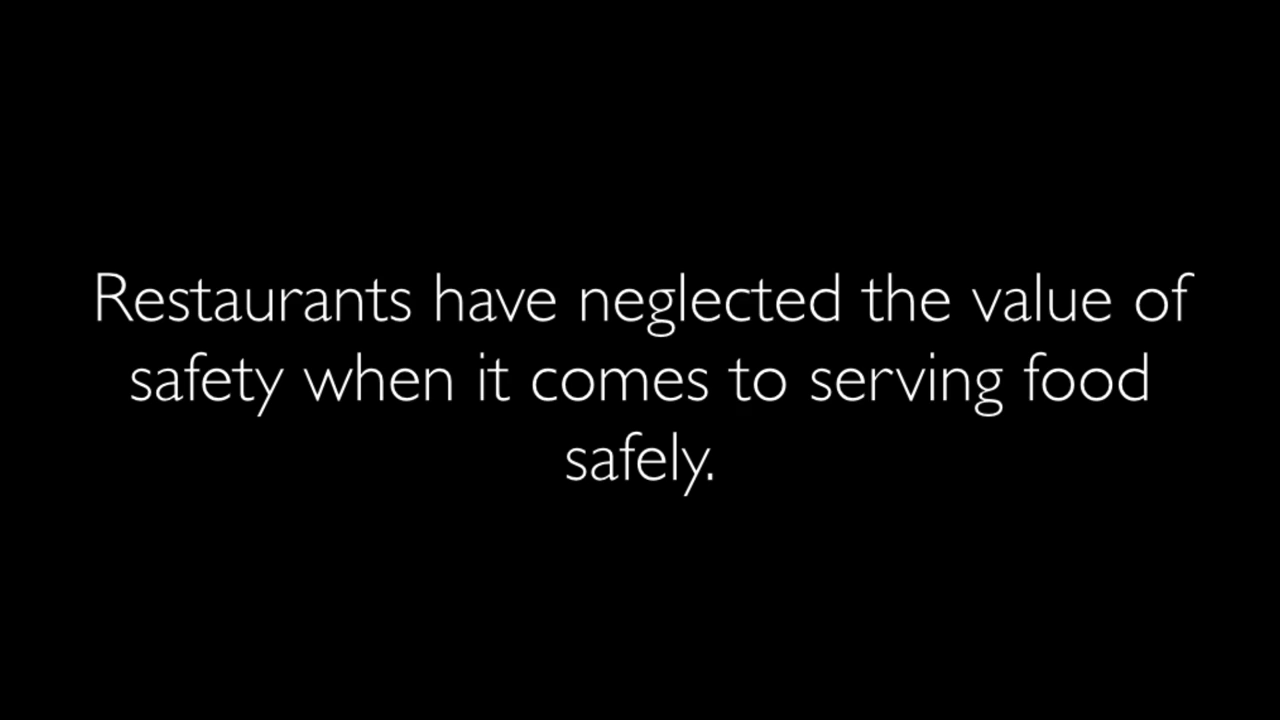 Restaurants have neglected the value of
safety when it comes to serving food
safely.